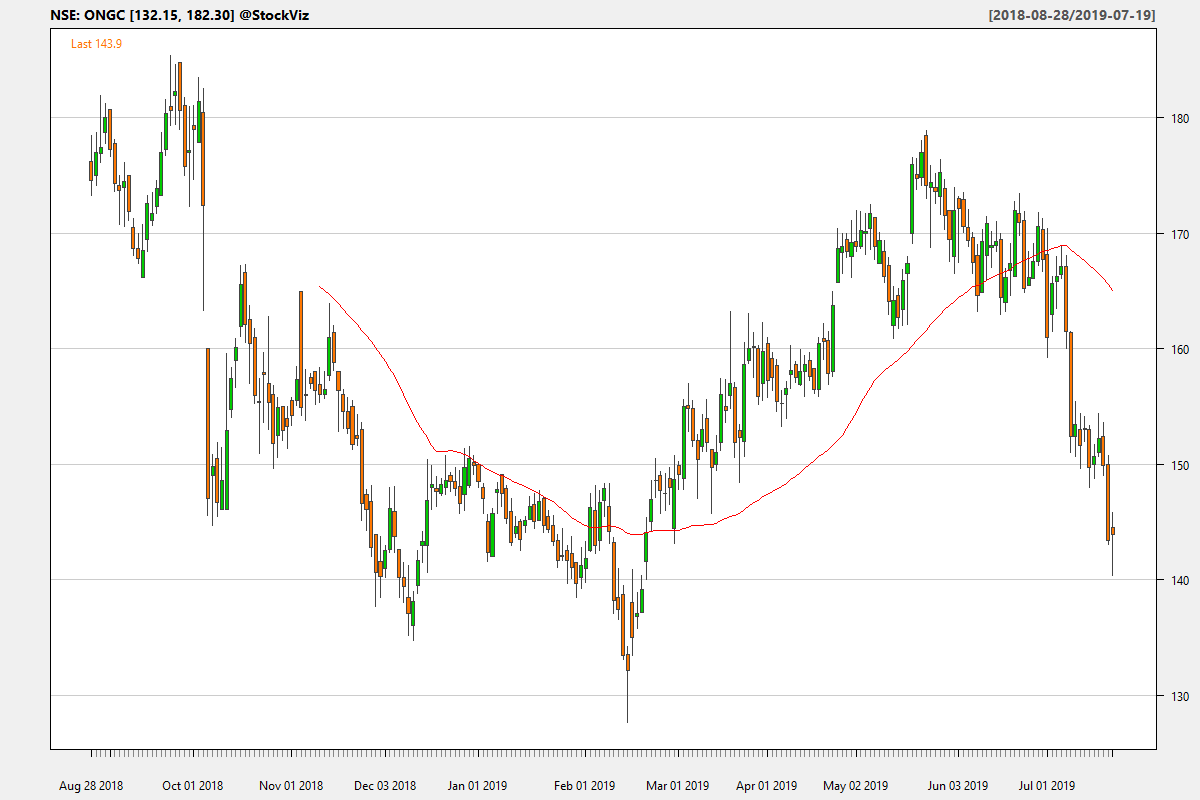 NSE: ONGC [132.15, 182.30] @StockViz
[2018-08-28/2019-07-19]
Last 143.9
180
170
160
150
140
130
Aug 28 2018 Oct 01 2018 Nov 01 2018 Dec 03 2018 Jan 01 2019 Feb 01 2019 Mar 01 2019 Apr 01 2019 May 02 2019 Jun 03 2019 Jul 01 2019